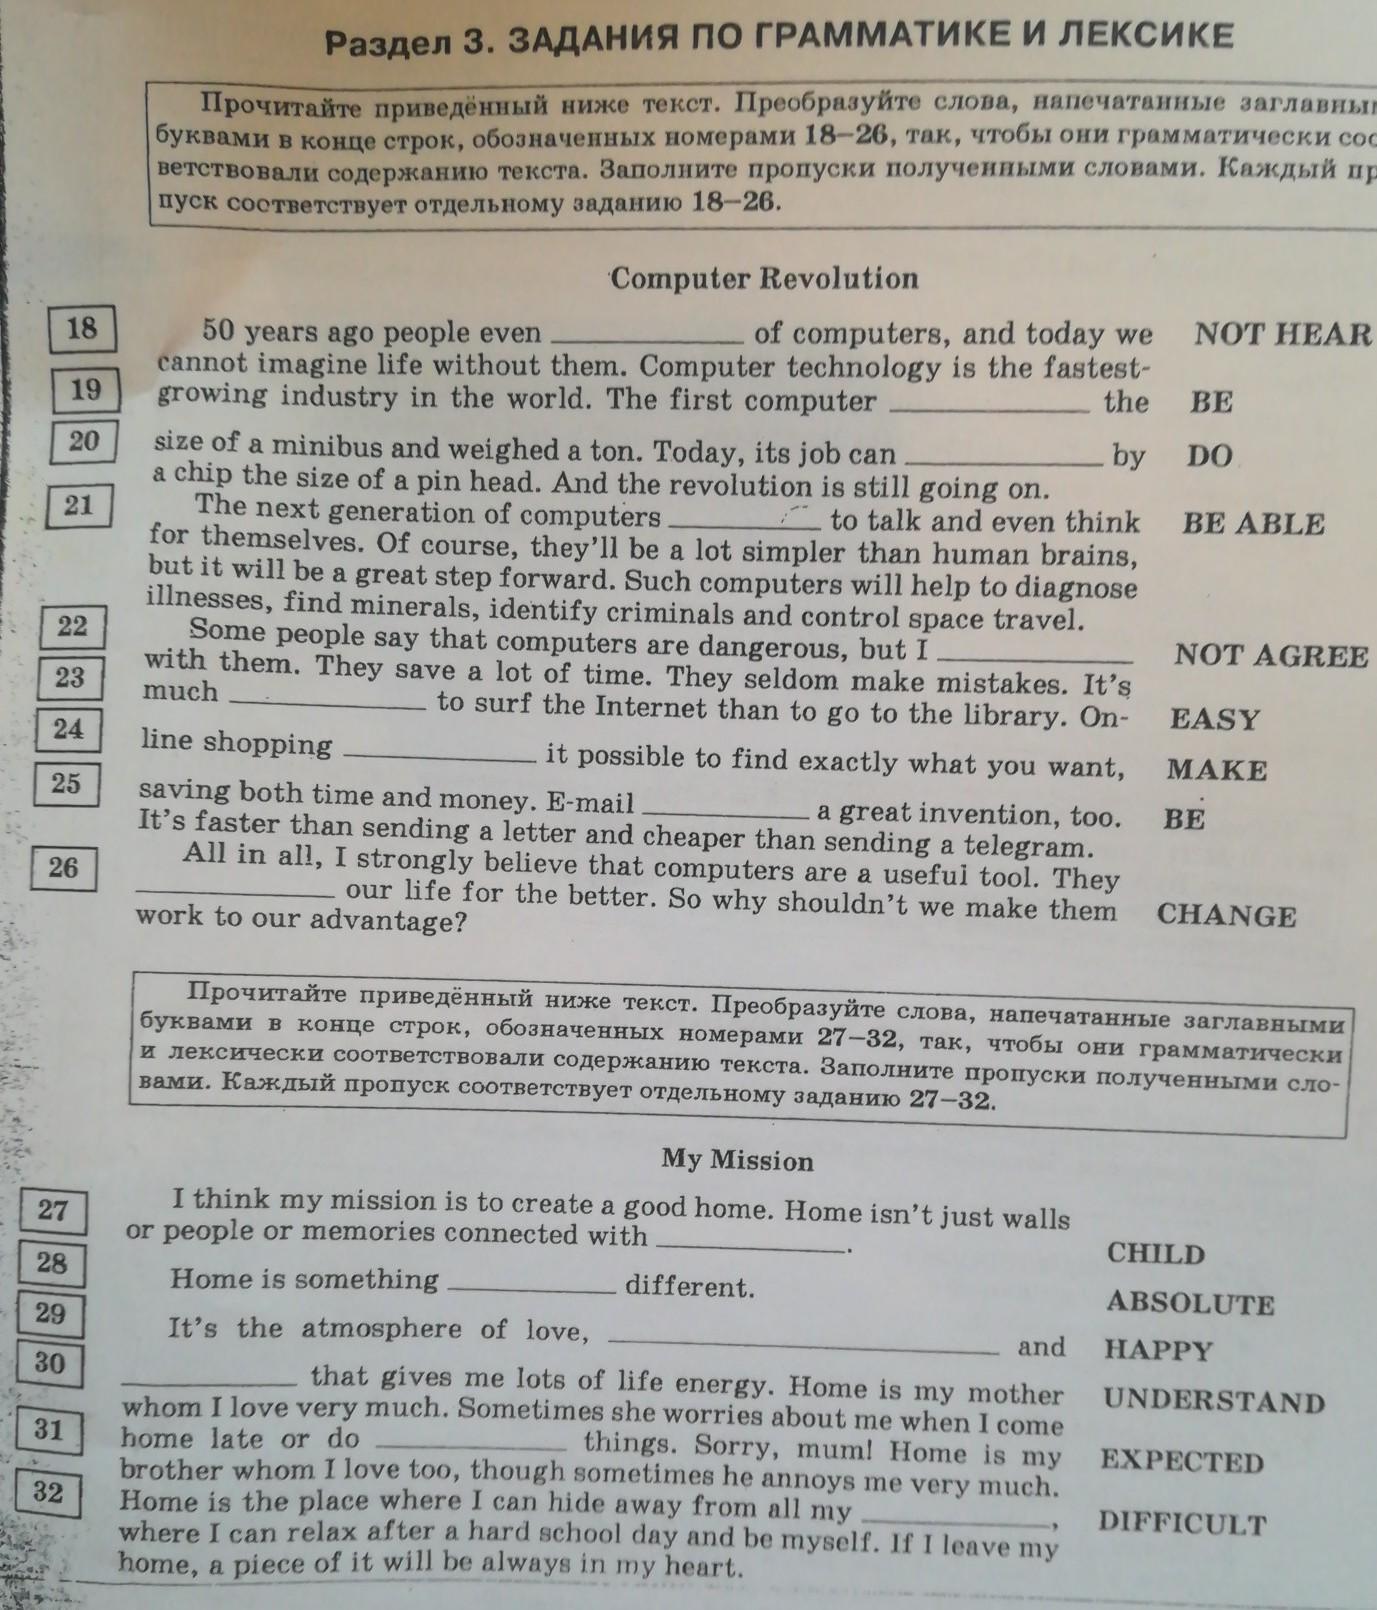 Раздел 3. ЗАДАНИЯ ПО ГРАММАТИКЕ И ЛЕКСИКЕ
Прочитайте приведённый ниже текст. Преобразуйте слова, напечатанные
буквами в конце строк, обозначенных номерами 18–26, так, чтобы они грамматически
ветствовали содержанию текста. Заполните пропуски полученными словами. Каждый
пуск соответствует отдельному заданию 18–26.
Computer Revolution
18 50 years ago people even ____________ of computers, and today we NOT HEAR
cannot imagine life without them. Computer technology is the fastest-
19 growing industry in the world. The first computer ____________ the BE
20 size of a minibus and weighed a ton. Today, its job can ____________ by DO
a chip the size of a pin head. And the revolution is still going on.
21 The next generation of computers ____________ to talk and even think BE ABLE
for themselves. Of course, they'll be a lot simpler than human brains,
but it will be a great step forward. Such computers will help to diagnose
illnesses, find minerals, identify criminals and control space travel.
22 Some people say that computers are dangerous, but I ____________ NOT AGREE
with them. They save a lot of time. They seldom make mistakes. It's
23 much ____________ to surf the Internet than to go to the library. On- EASY
24 line shopping ____________ it possible to find exactly what you want, MAKE
25 saving both time and money. E-mail ____________ a great invention, too. BE
It's faster than sending a letter and cheaper than sending a telegram.
All in all, I strongly believe that computers are a useful tool. They
26 ____________ our life for the better. So why shouldn't we make them CHANGE
work to our advantage?
Прочитайте приведённый ниже текст. Преобразуйте слова, напечатанные заглавными
буквами в конце строк, обозначенных номерами 27–32, так, чтобы они грамматически
и лексически соответствовали содержанию текста. Заполните пропуски полученными сло-
вами. Каждый пропуск соответствует отдельному заданию 27–32.
My Mission
27 I think my mission is to create a good home. Home isn't just walls
or people or memories connected with ____________. CHILD
28 Home is something ____________ different. ABSOLUTE
29 It's the atmosphere of love, ____________ and HAPPY
30 ____________ that gives me lots of life energy. Home is my mother UNDERSTAND
whom I love very much. Sometimes she worries about me when I come
31 home late or do ____________ things. Sorry, mum! Home is my EXPECTED
brother whom I love too, though sometimes he annoys me very much.
32 Home is the place where I can hide away from all my ____________, DIFFICULT
where I can relax after a hard school day and be myself. If I leave my
home, a piece of it will be always in my heart.